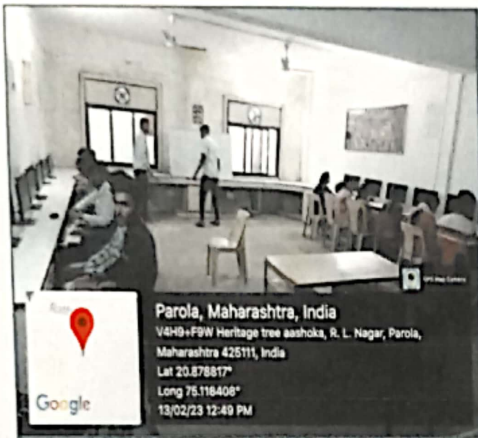 GPS Map Camera
Parola, Maharashtra, India
V4H9+F9W Heritage tree aashoka, R. L. Nagar, Parola,
Maharashtra 425111, India
Lat 20.878817°
Long 75.118408°
13/02/23 12:49 PM
Google